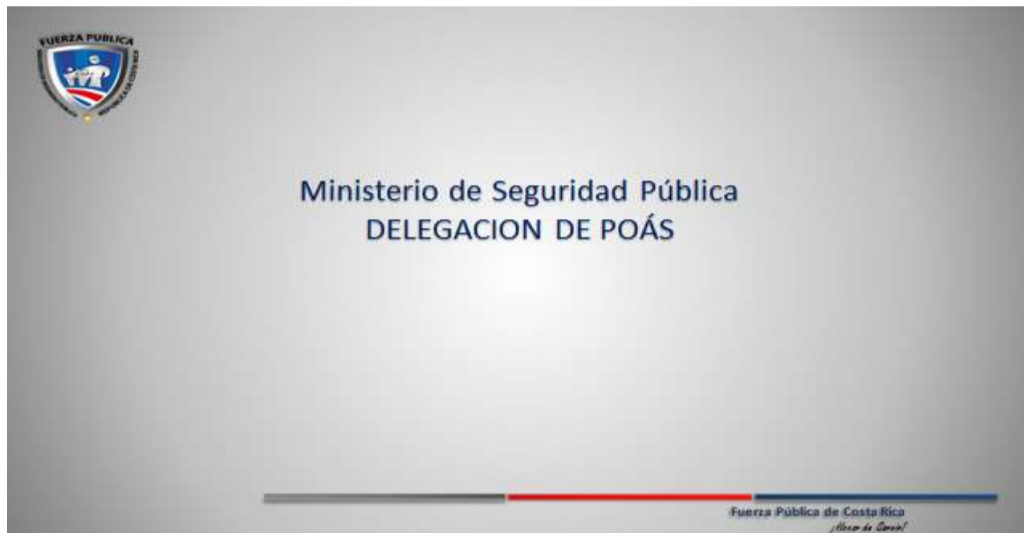 FUERZA PUBLICA
Ministerio de Seguridad Pública
DELEGACION DE POÁS
Fuerza Pública de Costa Rica